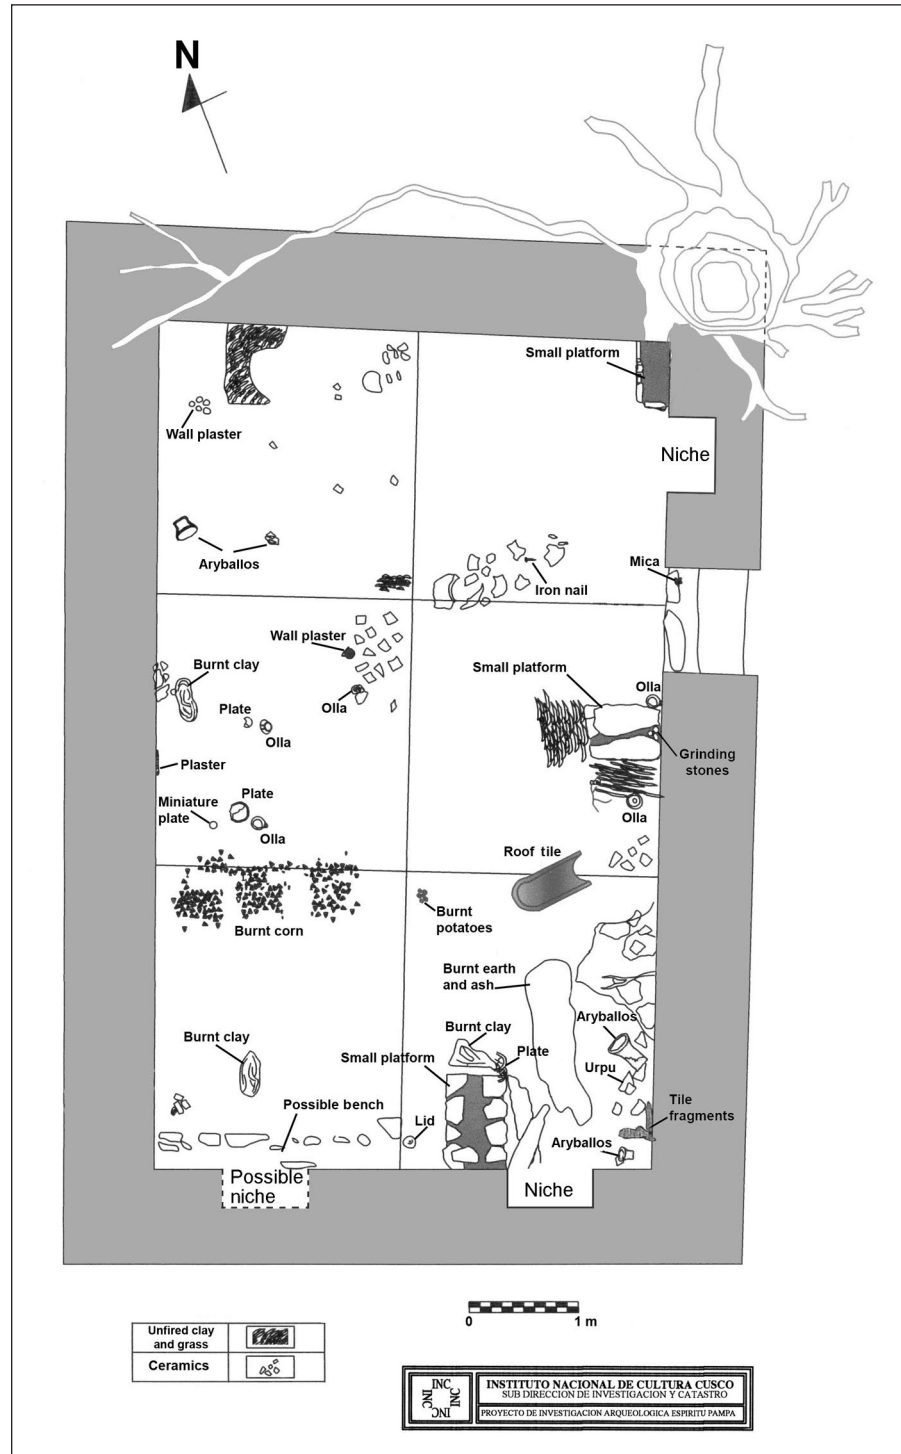 N
Small platform
Niche
Wall plaster
Aryballos
Iron nail
Mica
Wall plaster
Burnt clay
Small platform
Olla
Plate
Olla
Olla
Plaster
Grinding
stones
Miniature
plate
Plate
Olla
Olla
Roof tile
Burnt corn
Burnt
potatoes
Burnt earth
and ash
Aryballos
Burnt clay
Burnt clay
Plate
Small platform
Urpu
Possible bench
Lid
Tile
fragments
Aryballos
Possible
niche
Niche
0 1 m
Unfired clay
and grass
Ceramics
INC
INC
INC
INC
INSTITUTO NACIONAL DE CULTURA CUSCO
SUB DIRECCION DE INVESTIGACION Y CATASTRO
PROYECTO DE INVESTIGACION ARQUEOLOGICA ESPIRITU PAMPA